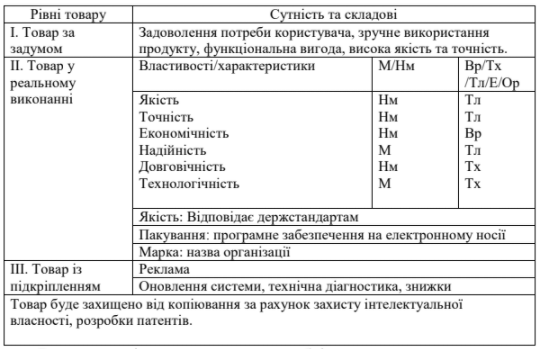 Рівні товару Сутність та складові
І. Товар за задумом Задоволення потреби користувача, зручне використання
продукту, функціональна вигода, висока якість та точність.
ІІ. Товар у реальному виконанні Властивості/характеристики М/Нм Вр/Тх
/Тл/Е/Ор
Якість Нм Тл
Точність Нм Тл
Економічність Нм Вр
Надійність М Тл
Довговічність Нм Тх
Технологічність М Тх
Якість: Відповідає держстандартам
Пакування: програмне забезпечення на електронному носії
Марка: назва організації
ІІІ. Товар із підкріпленням Реклама
Оновлення системи, технічна діагностика, знижки
Товар буде захищено від копіювання за рахунок захисту інтелектуальної
власності, розробки патентів.